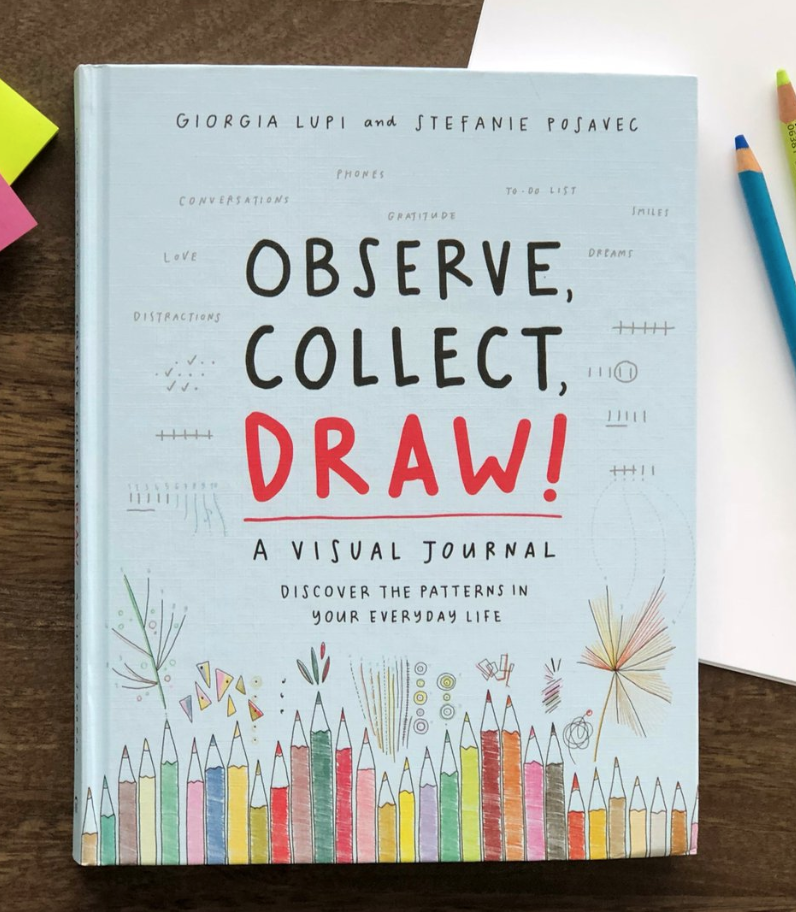 GIORGIA LUPI and STEFANIE POSAVEC
PHONES
CONVERSATIONS
TO-DO LIST
GRATITUDE
SMILES
LOVE
DREAMS
OBSERVE,
DISTRACTIONS
COLLECT,
DRAW!
A VISUAL JOURNAL
DISCOVER THE PATTERNS IN
YOUR EVERYDAY LIFE